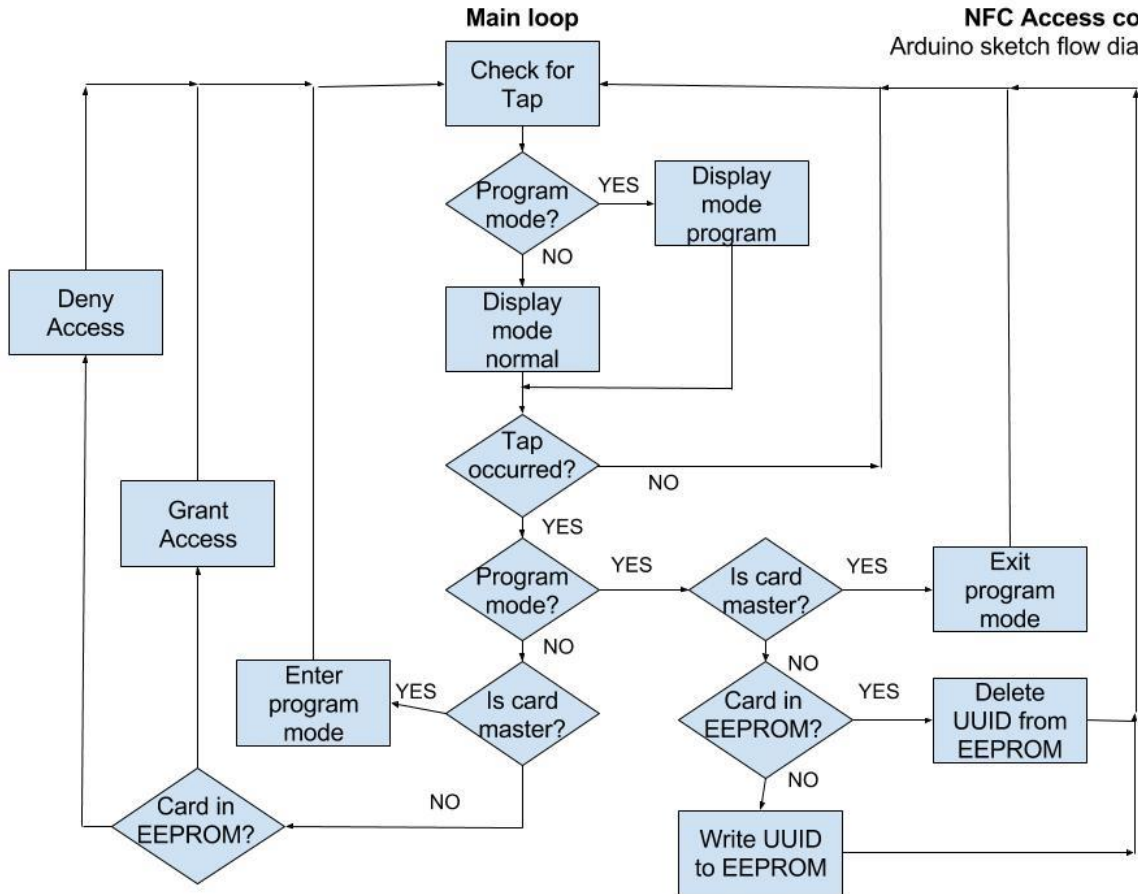 Main loop
NFC Access co
Arduino sketch flow dia
Check for
Tap
Program
mode?
YES
Display
mode
program
NO
Deny
Access
Display
mode
normal
Tap
occurred?
NO
Grant
Access
YES
Program
mode?
YES
Is card
master?
YES
Exit
program
mode
NO
NO
Enter
program
mode
YES
Is card
master?
Card in
EEPROM?
YES
Delete
UUID from
EEPROM
NO
NO
Card in
EEPROM?
Write UUID
to EEPROM